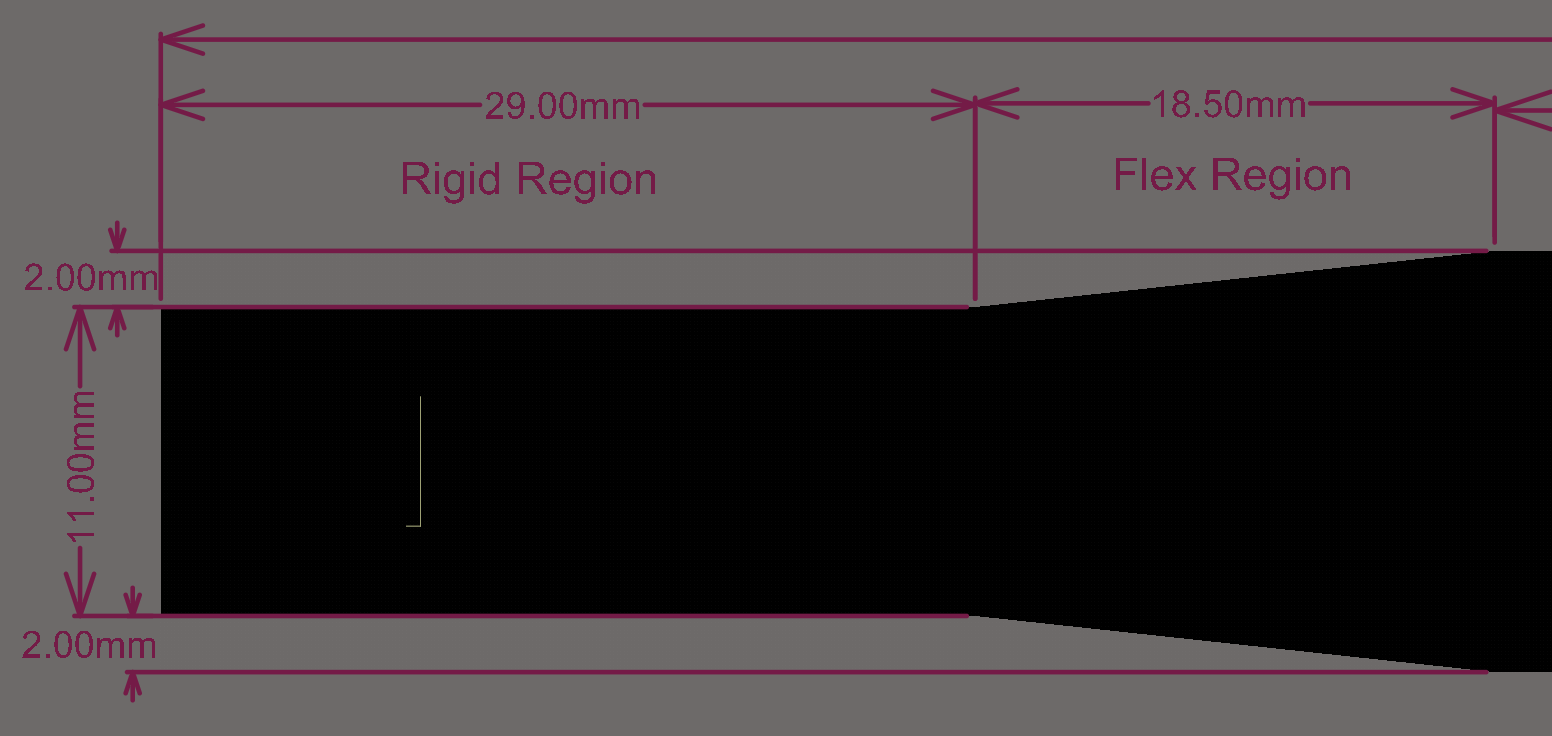 29.00mm
18.50mm
Rigid Region
Flex Region
2.00mm
11.00mm
2.00mm